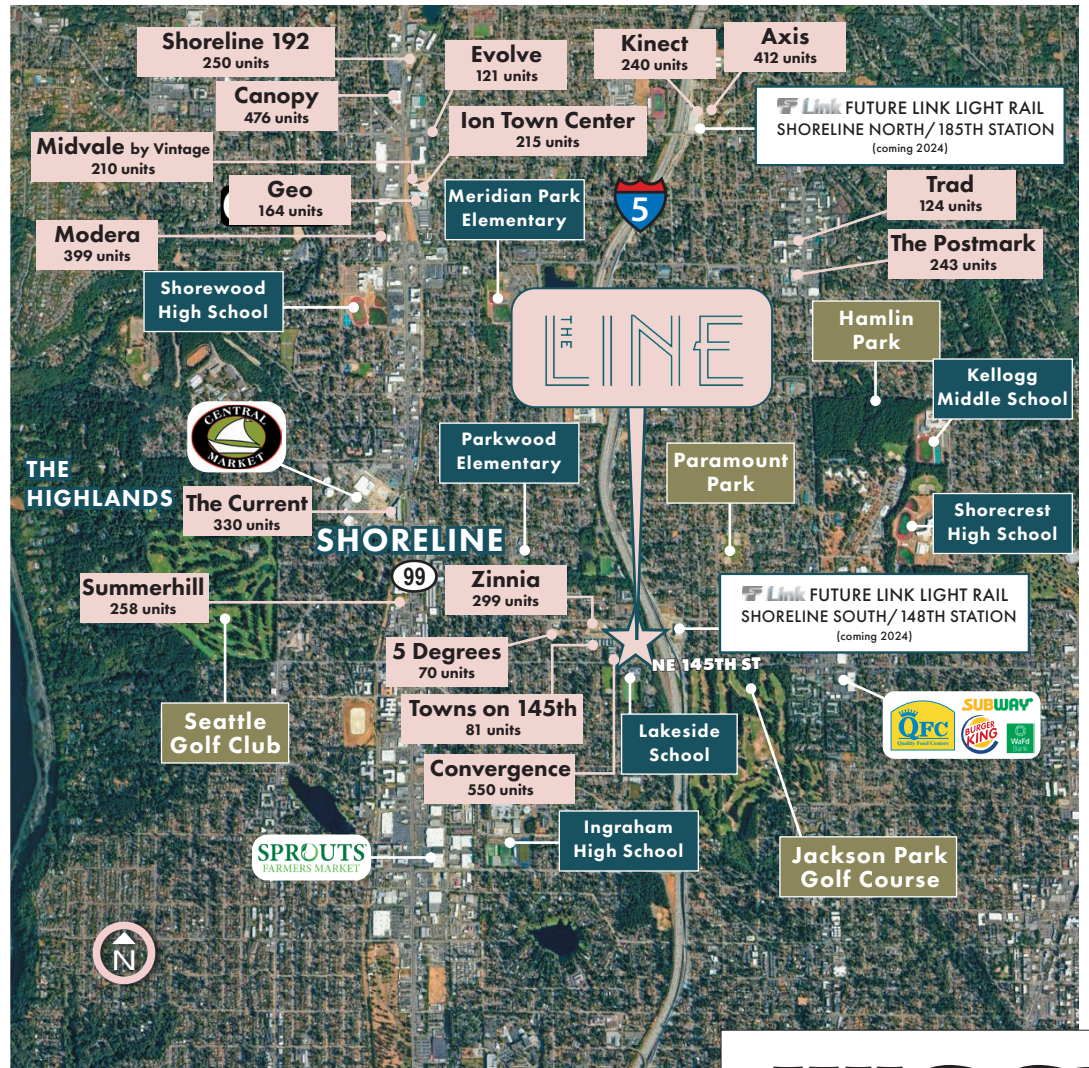 Shoreline 192
250 units
Evolve
121 units
Kinect
240 units
Axis
412 units
Canopy
476 units
Ion Town Center
215 units
Link FUTURE LINK LIGHT RAIL
SHORELINE NORTH/185TH STATION
(coming 2024)
Midvale by Vintage
210 units
Geo
164 units
Meridian Park
Elementary
5
Trad
124 units
Modera
399 units
The Postmark
243 units
Shorewood
High School
THE
LINE
Hamlin
Park
Kellogg
Middle School
CENTRAL
MARKET
Parkwood
Elementary
Paramount
Park
THE
HIGHLANDS
The Current
330 units
Shorecrest
High School
SHORELINE
99
Summerhill
258 units
Zinnia
299 units
Link FUTURE LINK LIGHT RAIL
SHORELINE SOUTH/148TH STATION
(coming 2024)
5 Degrees
70 units
NE 145TH ST
Seattle
Golf Club
Towns on 145th
81 units
Lakeside
School
QFC
Quality Food Centers
SUBWAY
BURGER
KING
WaFd
Bank
Convergence
550 units
SPROUTS
FARMERS MARKET
Ingraham
High School
Jackson Park
Golf Course
N